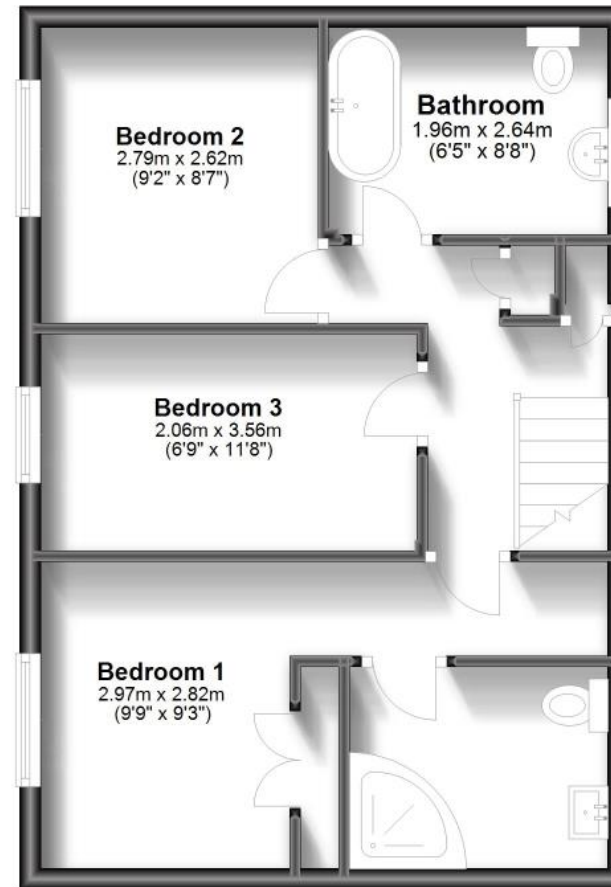 Bathroom
1.96m x 2.64m
(6'5" x 8'8")
Bedroom 2
2.79m x 2.62m
(9'2" x 8'7")
Bedroom 3
2.06m x 3.56m
(6'9" x 11'8")
Bedroom 1
2.97m x 2.82m
(9'9" x 9'3")